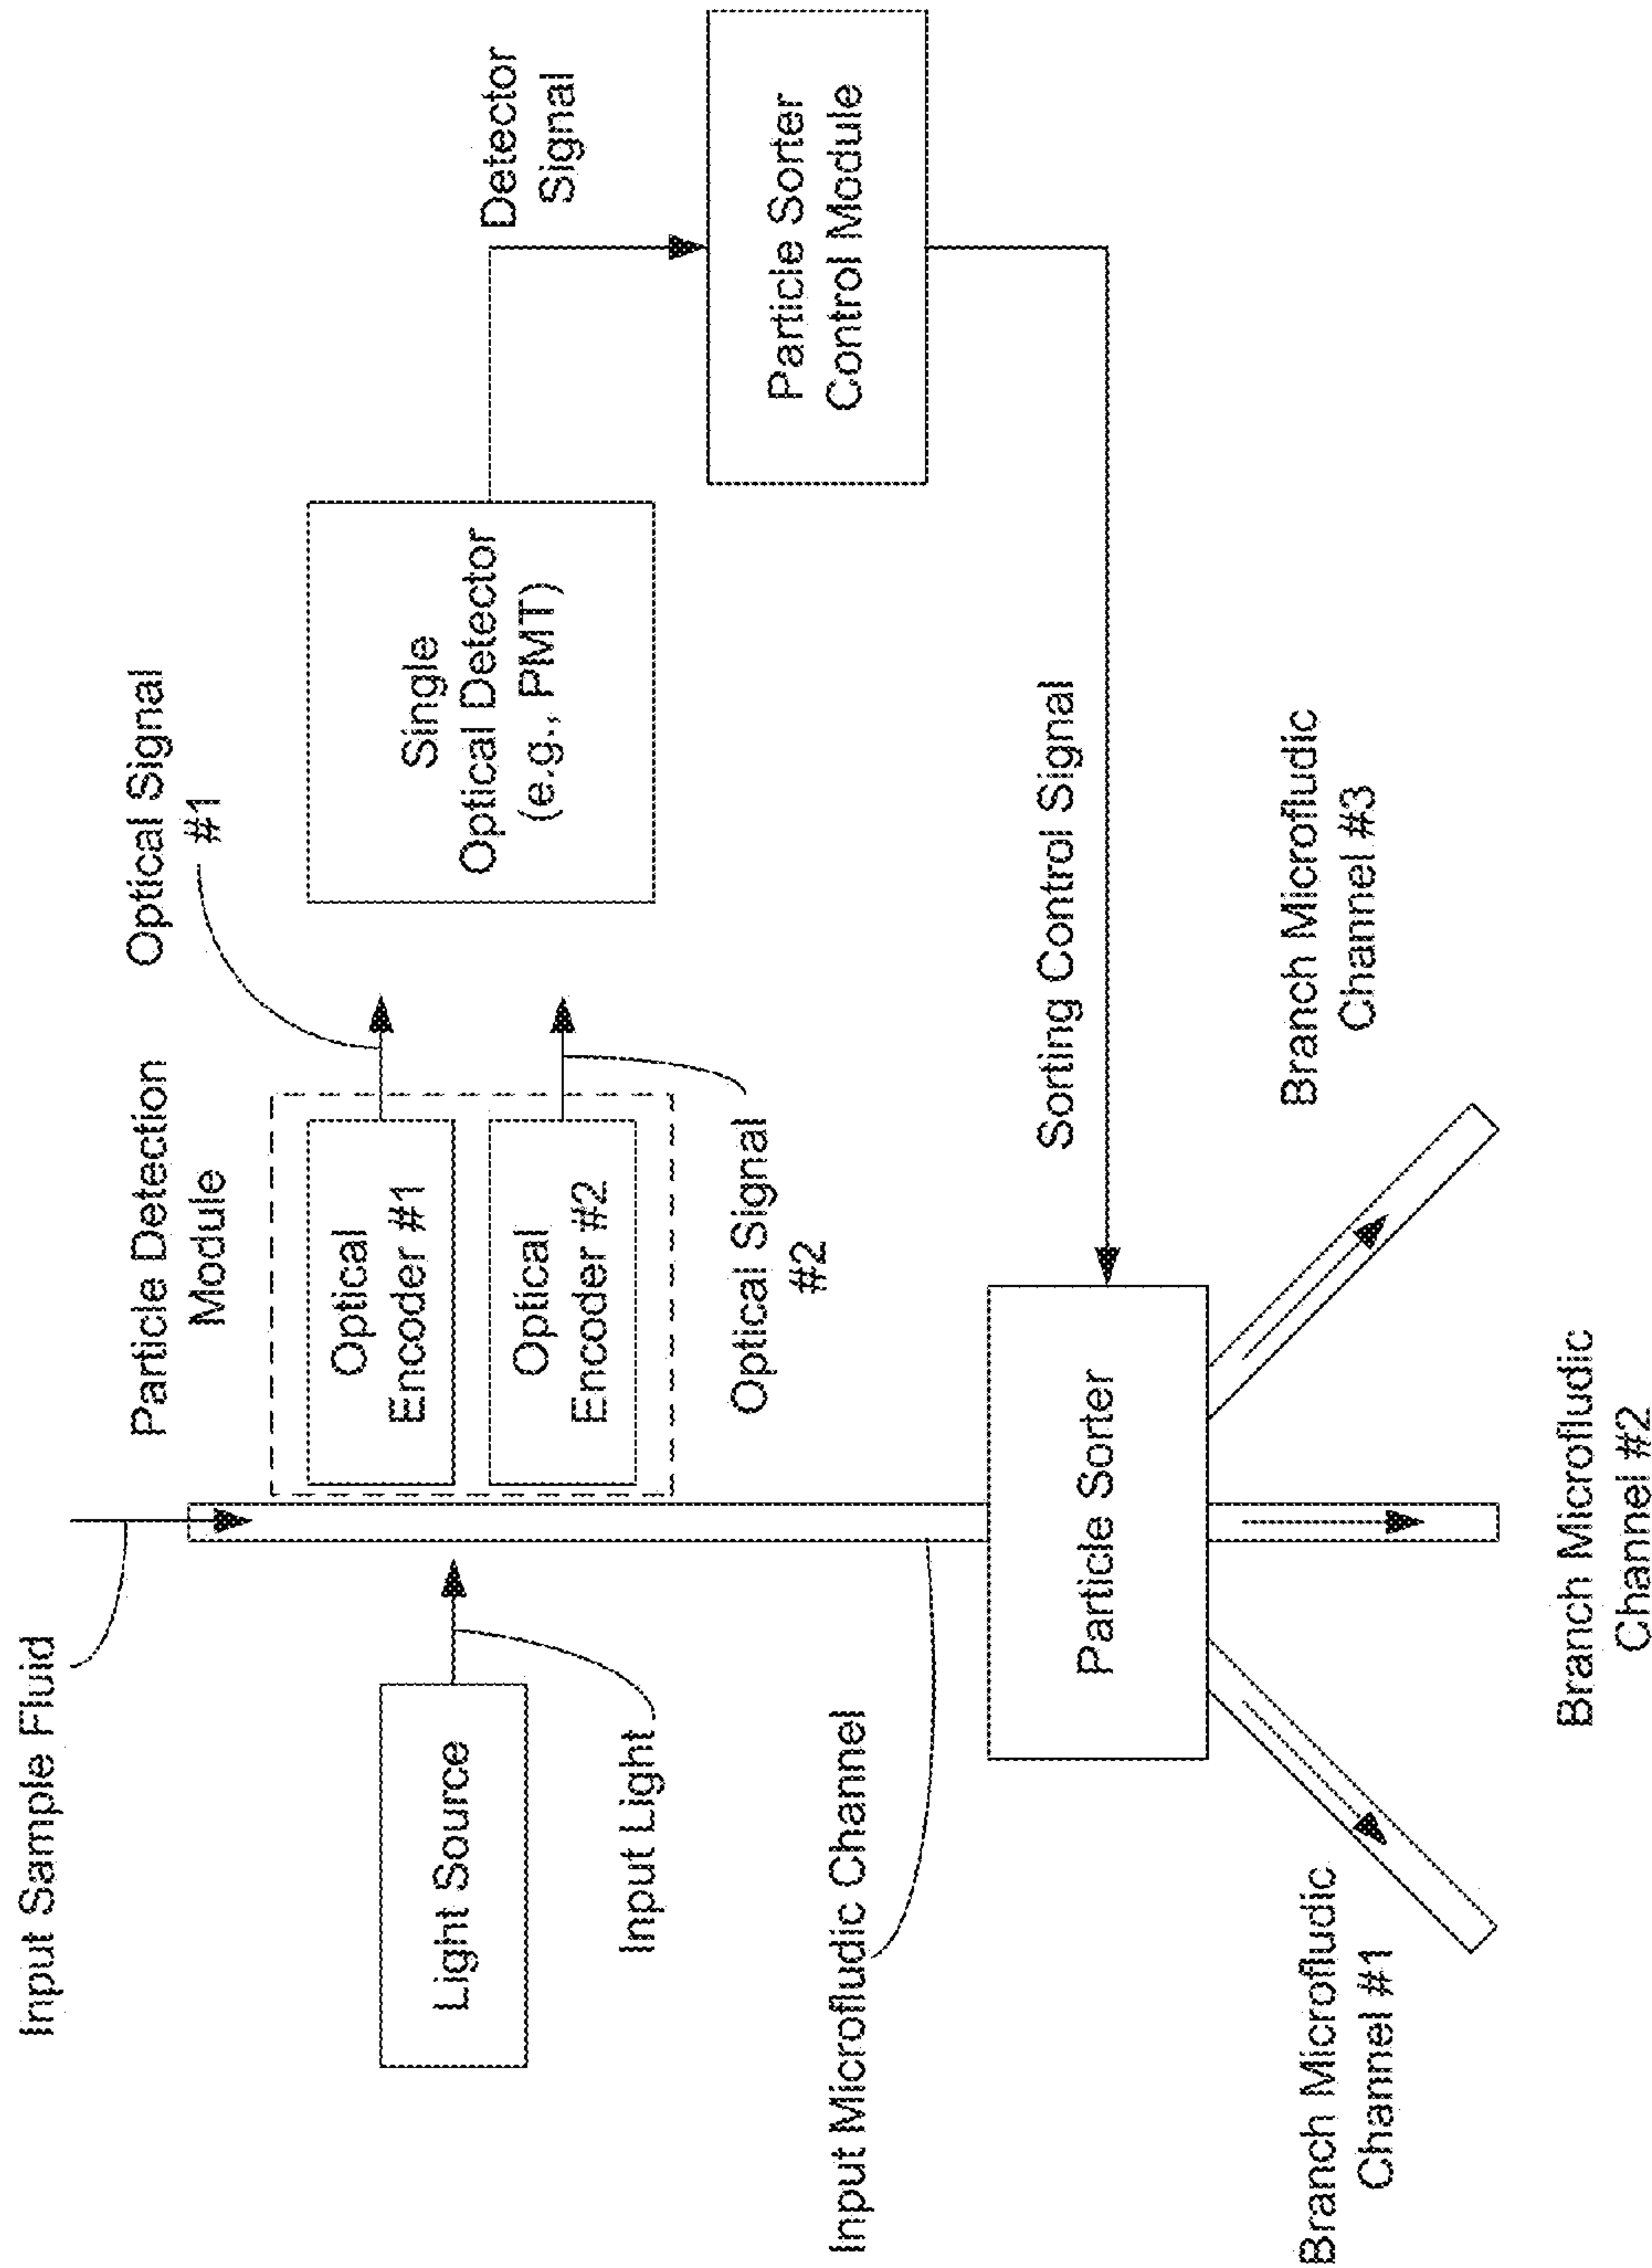 Input Sample Fluid
Particle Detection
Module
Optical Signal
#1
Detector
Signal
Light Source
Input Light
Optical
Encoder #1
Optical
Encoder #2
Optical Signal
#2
Single
Optical Detector
(e.g., PMT)
Particle Sorter
Control Module
Input Microfludic Channel
Sorting Control Signal
Particle Sorter
Branch Microfludic
Channel #1
Branch Microfludic
Channel #2
Branch Microfludic
Channel #3